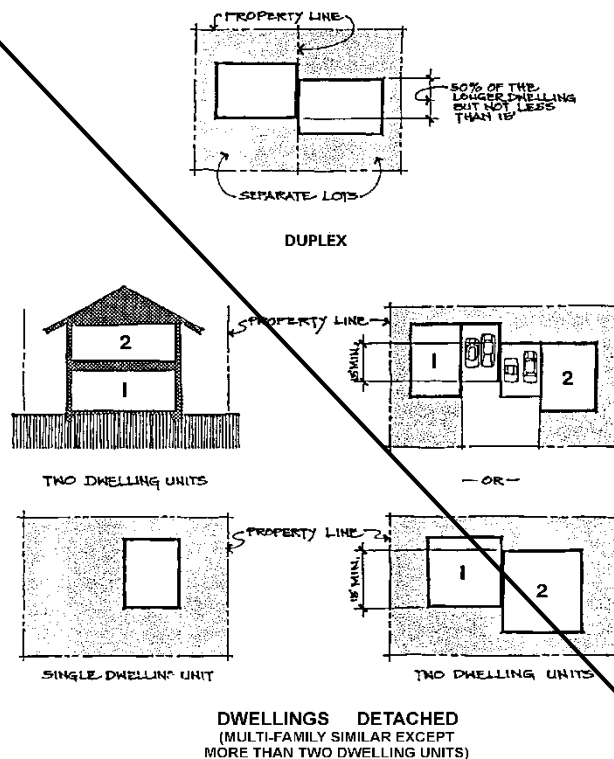 PROPERTY LINE
50% OF THE
LONGER DWELLING
BUT NOT LESS
THAN 15'
SEPARATE LOTS
DUPLEX
2
1
PROPERTY LINE
15' MIN.
1
2
TWO DWELLING UNITS
—OR—
PROPERTY LINE
15' MIN.
1
2
SINGLE DWELLIN" UNIT
TWO DWELLING UNITS
DWELLINGS DETACHED
(MULTI-FAMILY SIMILAR EXCEPT
MORE THAN TWO DWELLING UNITS)